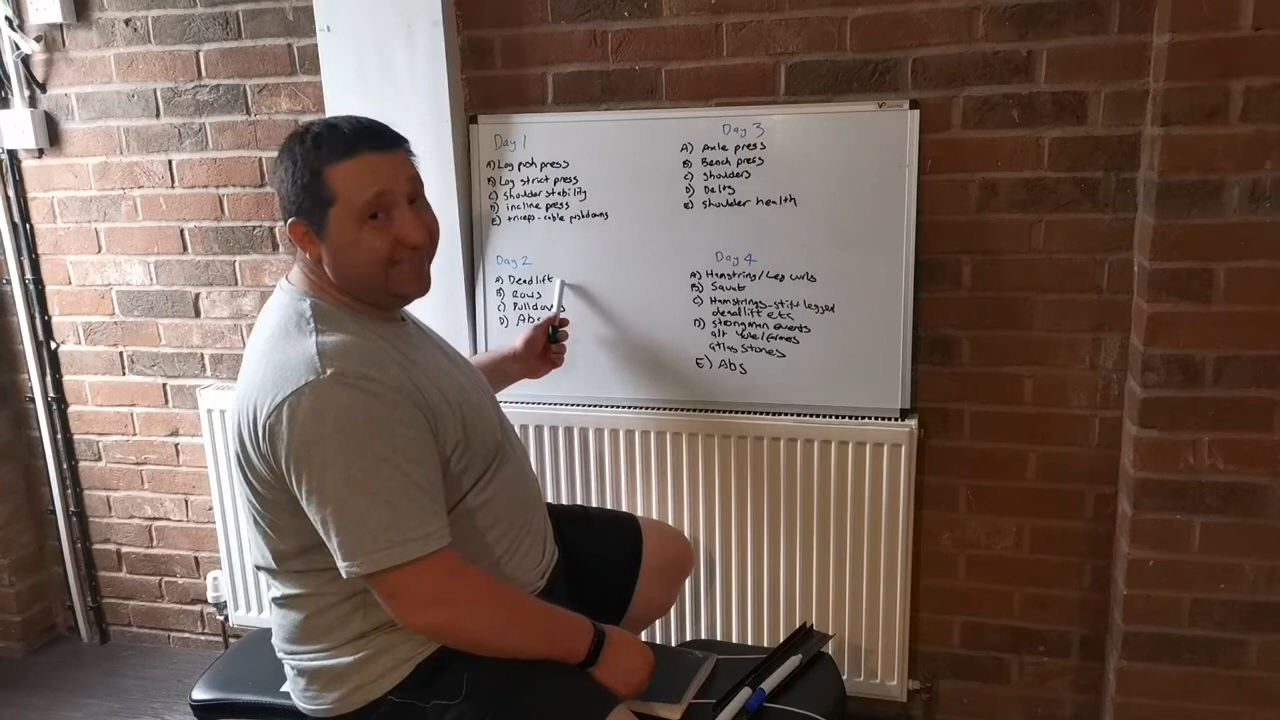 Day 1
A) Log push press
B) Log strict press
C) Shoulder stability
D) incline press
E) triceps-cable pushdowns
Day 2
A) Deadlift
B) Rows
C) Pulldowns
D) Abs
Day 3
A) Axle press
B) Bench press
C) Shoulders
D) Delts
E) Shoulder health
Day 4
A) Hamstring/Leg curls
B) Squat
C) Hamstrings-stiff legged
deadlift etc
D) Strongman events
alt
atlas stones
E) Abs